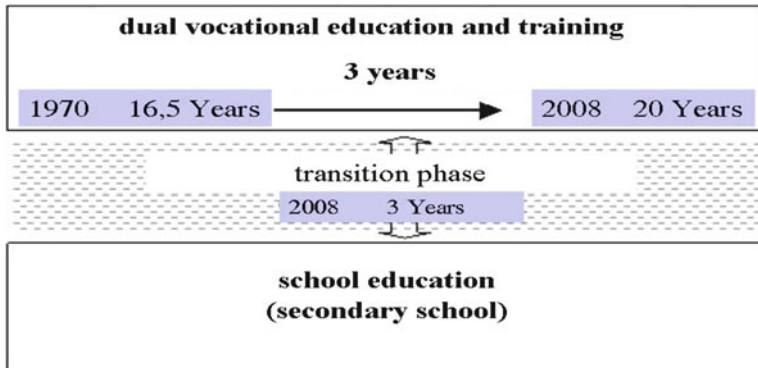 dual vocational education and training
3 years
1970 16,5 Years 2008 20 Years
transition phase
2008 3 Years
school education
(secondary school)